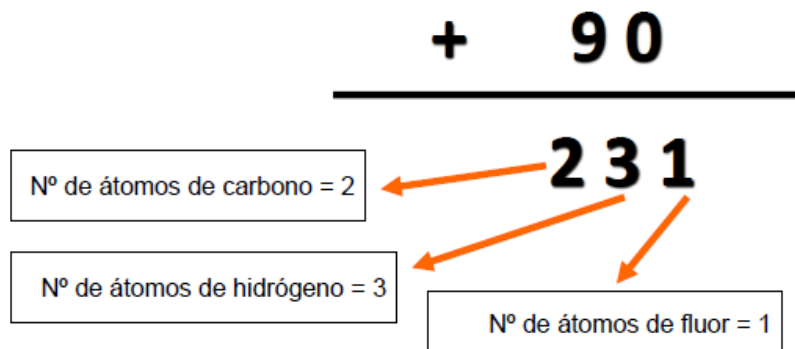 + 90
231
Nº de átomos de carbono = 2
Nº de átomos de hidrógeno = 3
Nº de átomos de fluor = 1